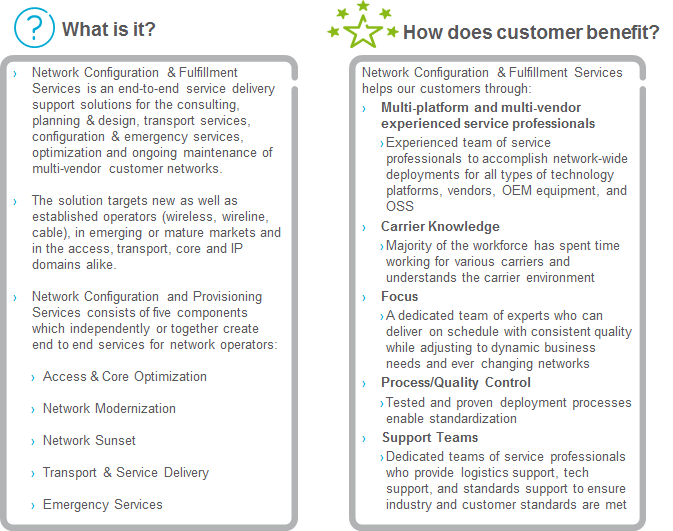 ? What is it?
› Network Configuration & Fulfillment
Services is an end-to-end service delivery
support solutions for the consulting,
planning & design, transport services,
configuration & emergency services,
optimization and ongoing maintenance of
multi-vendor customer networks.
› The solution targets new as well as
established operators (wireless, wireline,
cable), in emerging or mature markets and
in the access, transport, core and IP
domains alike.
› Network Configuration and Provisioning
Services consists of five components
which independently or together create
end to end services for network operators:
› Access & Core Optimization
› Network Modernization
› Network Sunset
› Transport & Service Delivery
› Emergency Services
How does customer benefit?
Network Configuration & Fulfillment Services
helps our customers through:
› Multi-platform and multi-vendor
experienced service professionals
› Experienced team of service
professionals to accomplish network-wide
deployments for all types of technology
platforms, vendors, OEM equipment, and
OSS
› Carrier Knowledge
› Majority of the workforce has spent time
working for various carriers and
understands the carrier environment
› Focus
› A dedicated team of experts who can
deliver on schedule with consistent quality
while adjusting to dynamic business
needs and ever changing networks
› Process/Quality Control
› Tested and proven deployment processes
enable standardization
› Support Teams
› Dedicated teams of service professionals
who provide logistics support, tech
support, and standards support to ensure
industry and customer standards are met